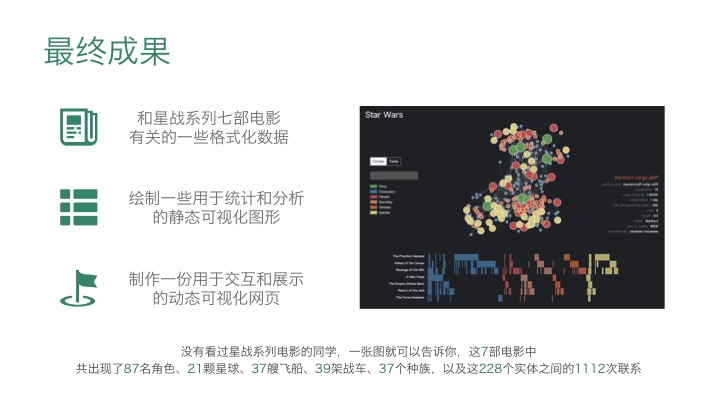 最终成果
和星战系列七部电影
有关的一些格式化数据
绘制一些用于统计和分析
的静态可视化图形
制作一份用于交互和展示
的动态可视化网页
Star Wars
Circles Texts
Films
Characters
Planets
Starships
Vehicles
Species
Bantha-II cargo skiff
The Phantom Menace
Attack of the Clones
Revenge of the Sith
A New Hope
The Empire Strikes Back
Return of the Jedi
The Force Awakens
没有看过星战系列电影的同学，一张图就可以告诉你，这7部电影中
共出现了87名角色、21颗星球、37艘飞船、39架战车、37个种族，以及这228个实体之间的1112次联系